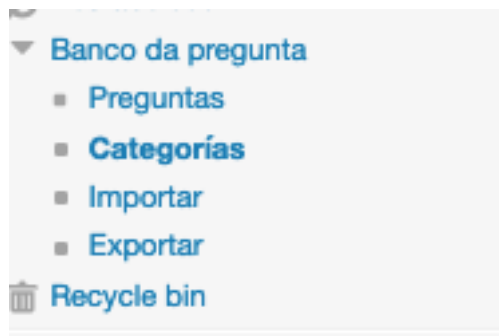 Banco da pregunta
Preguntas
Categorías
Importar
Exportar
Recycle bin